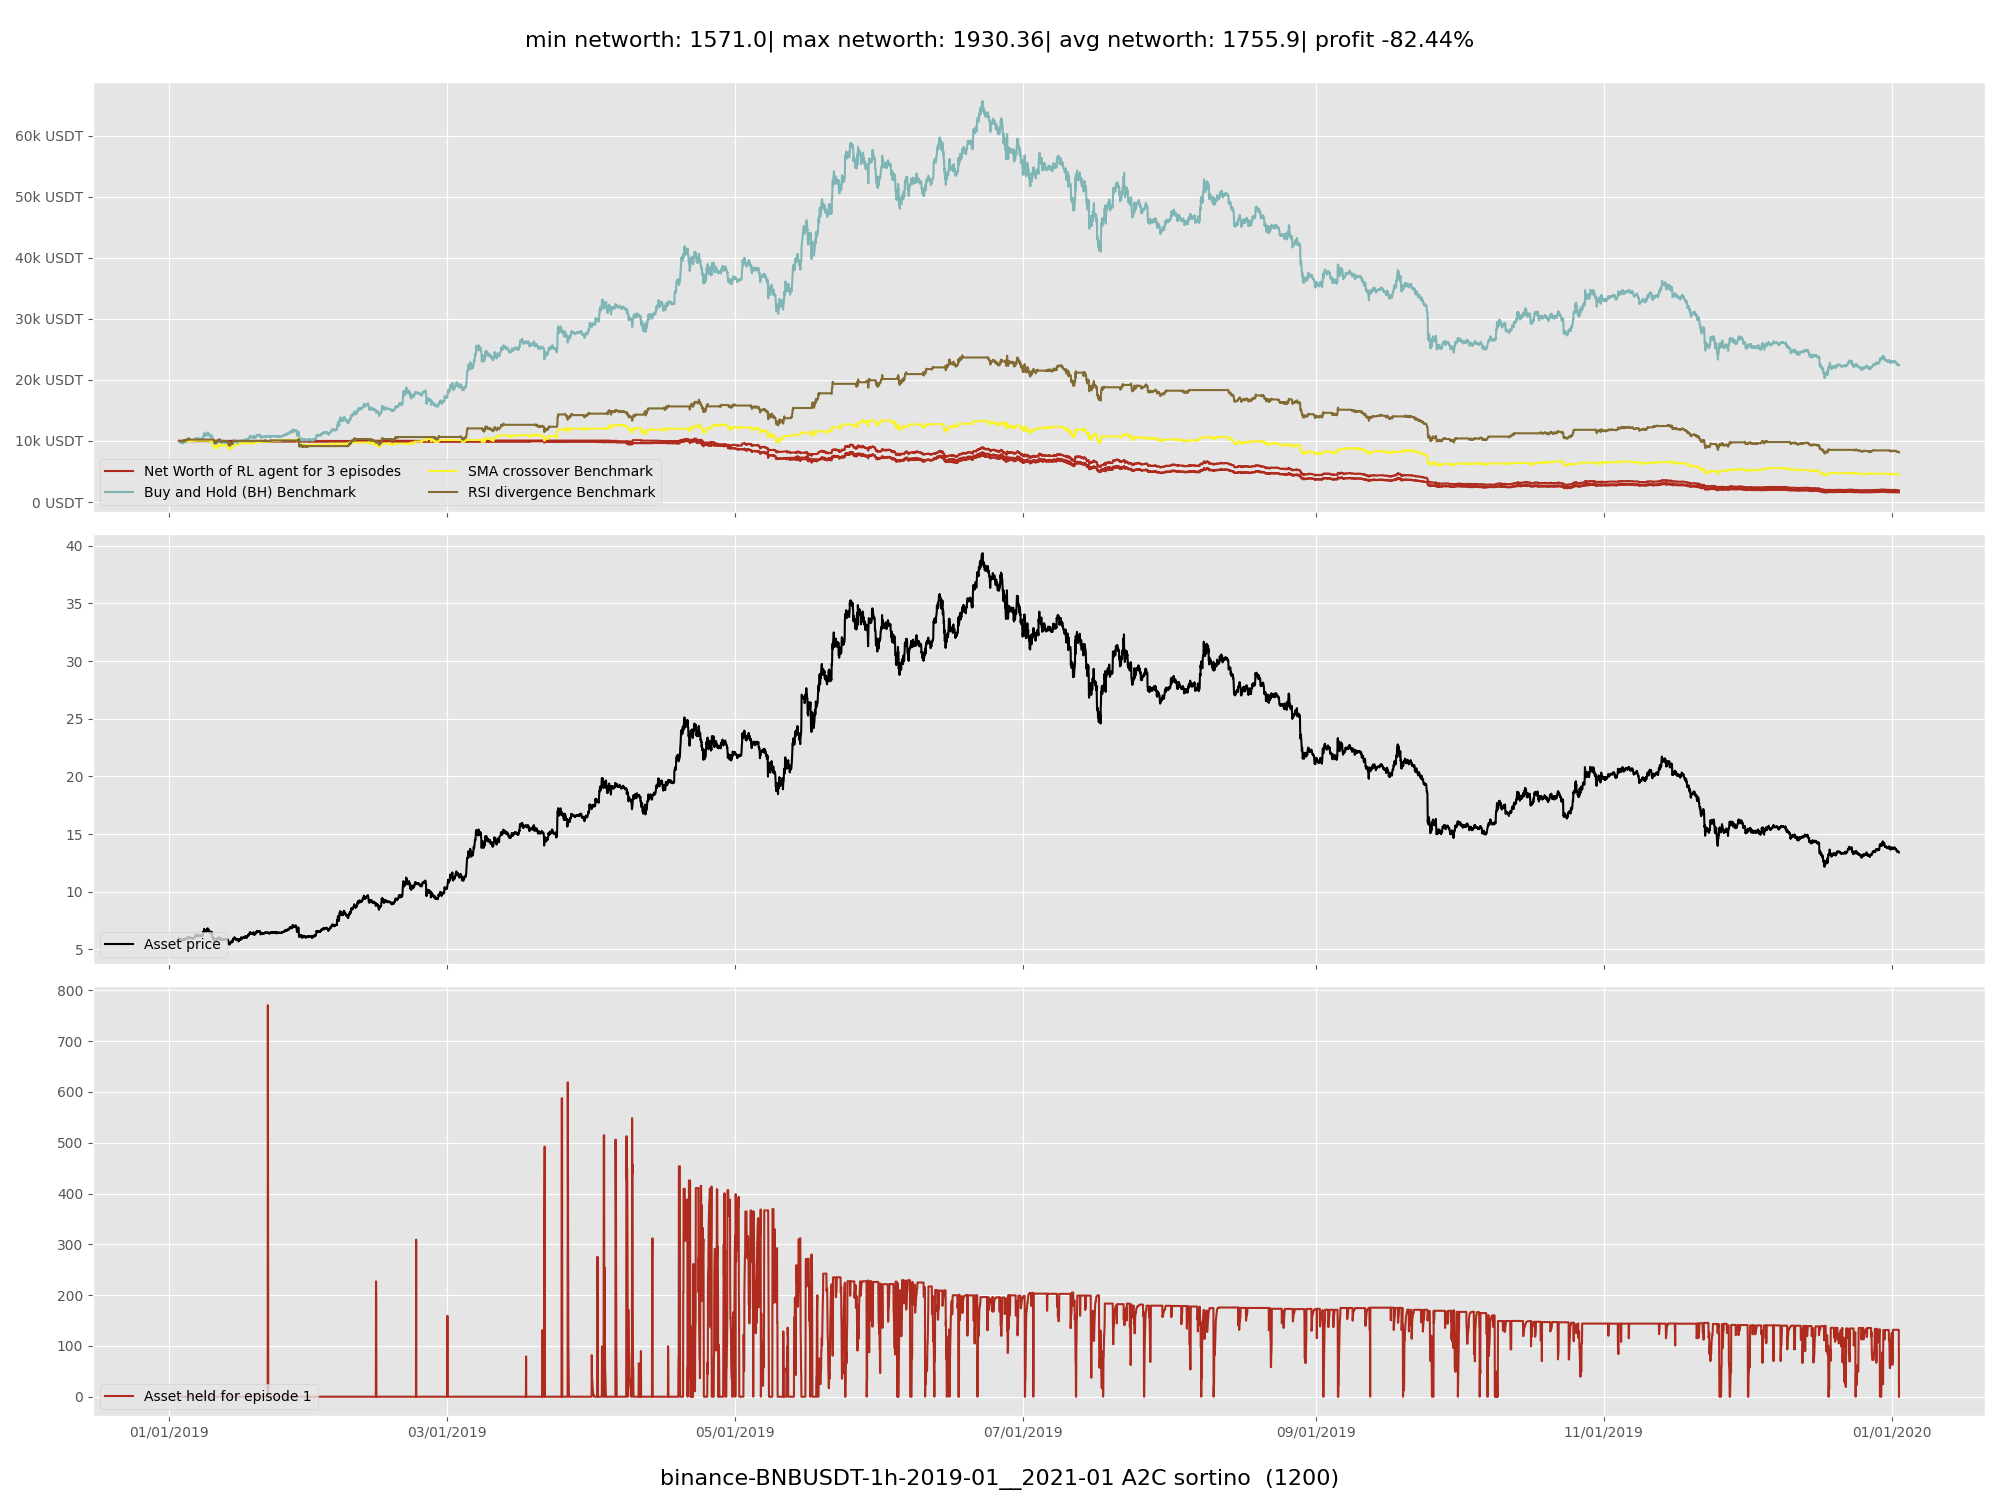 min networth: 1571.0| max networth: 1930.36| avg networth: 1755.9| profit -82.44%
60k USDT
50k USDT
40k USDT
30k USDT
20k USDT
10k USDT
0 USDT
Net Worth of RL agent for 3 episodes
Buy and Hold (BH) Benchmark
SMA crossover Benchmark
RSI divergence Benchmark
40
35
30
25
20
15
10
5
Asset price
800
700
600
500
400
300
200
100
0
Asset held for episode 1
01/01/2019 03/01/2019 05/01/2019 07/01/2019 09/01/2019 11/01/2019 01/01/2020
binance-BNBUSDT-1h-2019-01__2021-01 A2C sortino  (1200)